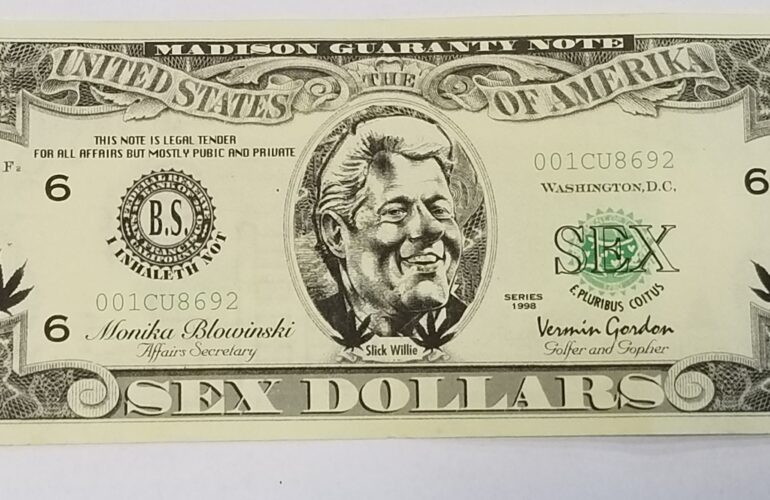 MADISON GUARANTY NOTE
UNITED STATES THE OF AMERIKA
THIS NOTE IS LEGAL TENDER
FOR ALL AFFAIRS BUT MOSTLY PUBIC AND PRIVATE
F2
6
6
001CU8692
WASHINGTON, D.C.
B.S.
I INHALETH NOT
SEX
E. PLURIBUS COITUS
001CU8692
SERIES
1998
6
Monika Blowinski
Affairs Secretary
Slick Willie
Vermin Gordon
Golfer and Gopher
SEX DOLLARS